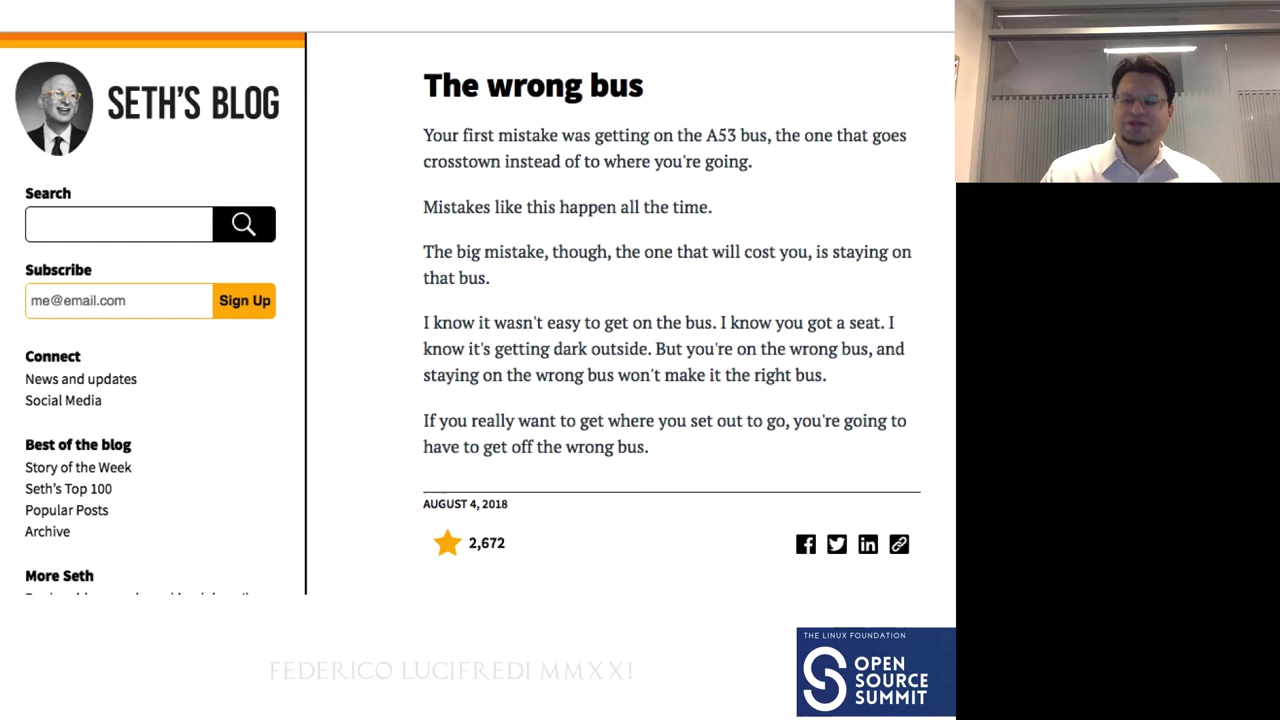 SETH'S BLOG
Search
Subscribe
me@email.com
Sign Up
Connect
News and updates
Social Media
Best of the blog
Story of the Week
Seth's Top 100
Popular Posts
Archive
More Seth
The wrong bus
Your first mistake was getting on the A53 bus, the one that goes
crosstown instead of to where you're going.
Mistakes like this happen all the time.
The big mistake, though, the one that will cost you, is staying on
that bus.
I know it wasn't easy to get on the bus. I know you got a seat. I
know it's getting dark outside. But you're on the wrong bus, and
staying on the wrong bus won't make it the right bus.
If you really want to get where you set out to go, you're going to
have to get off the wrong bus.
AUGUST 4, 2018
2,672
FEDERICO LUCIFREDI MMXXI
THE LINUX FOUNDATION
OPEN
SOURCE
SUMMIT